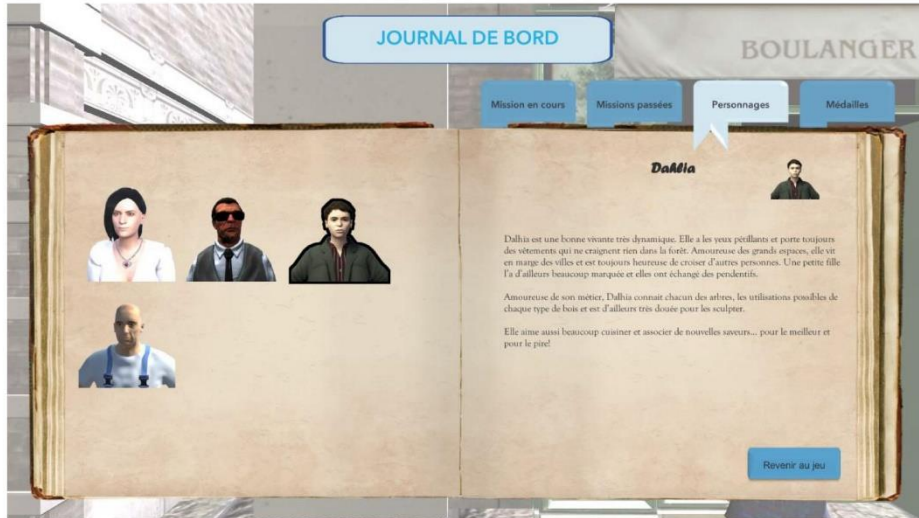 JOURNAL DE BORD
BOULANGER
Mission en cours
Missions passées
Personnages
Médailles
Dahlia
Dalhia est une bonne vivante très dynamique. Elle a les yeux pétillants et porte toujours
des vêtements qui ne craignent rien dans la forêt. Amoureuse des grands espaces, elle vit
en marge des villes et est toujours heureuse de croiser d'autres personnes. Une petite fille
l'a d'ailleurs beaucoup marquée et elles ont échangé des pendentifs.
Amoureuse de son métier, Dalhia connait chacun des arbres, les utilisations possibles de
chaque type de bois et est d'ailleurs très douée pour les sculpter.
Elle aime aussi beaucoup cuisiner et associer de nouvelles saveurs... pour le meilleur et
pour le pire!
Revenir au jeu